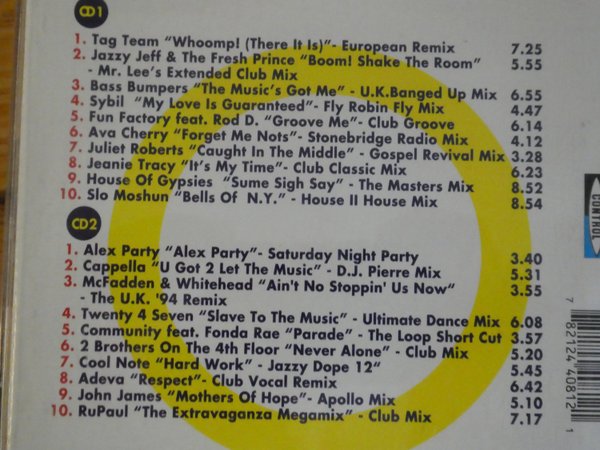 CD1
1. Tag Team "Whoomp! (There It Is)"- European Remix 7.25
2. Jazzy Jeff & The Fresh Prince "Boom! Shake The Room" 5.55
- Mr. Lee's Extended Club Mix
3. Bass Bumpers "The Music's Got Me" - U.K.Banged Up Mix 6.55
4. Sybil "My Love Is Guaranteed"- Fly Robin Fly Mix 4.47
5. Fun Factory feat. Rod D. "Groove Me"- Club Groove 6.14
6. Ava Cherry "Forget Me Nots"- Stonebridge Radio Mix 4.12
7. Juliet Roberts "Caught In The Middle" - Gospel Revival Mix 3.28
8. Jeanie Tracy "It's My Time"- Club Classic Mix 6.23
9. House Of Gypsies "Sume Sigh Say" - The Masters Mix 8.52
10. Slo Moshun "Bells Of N.Y." - House II House Mix 8.54
CD2
1. Alex Party "Alex Party"- Saturday Night Party 3.40
2. Cappella "U Got 2 Let The Music" - D.J. Pierre Mix 5.31
3. McFadden & Whitehead "Ain't No Stoppin' Us Now" 3.55
- The U.K. '94 Remix
4. Twenty 4 Seven "Slave To The Music" - Ultimate Dance Mix 6.08
5. Community feat. Fonda Rae "Parade" - The Loop Short Cut 3.57
6. 2 Brothers On The 4th Floor "Never Alone" - Club Mix 5.20
7. Cool Note "Hard Work" - Jazzy Dope 12" 5.45
8. Adeva "Respect"- Club Vocal Remix 6.42
9. John James "Mothers Of Hope"- Apollo Mix 5.10
10. RuPaul "The Extravaganza Megamix" - Club Mix 7.17
CONTROL
7 82124 40812 1